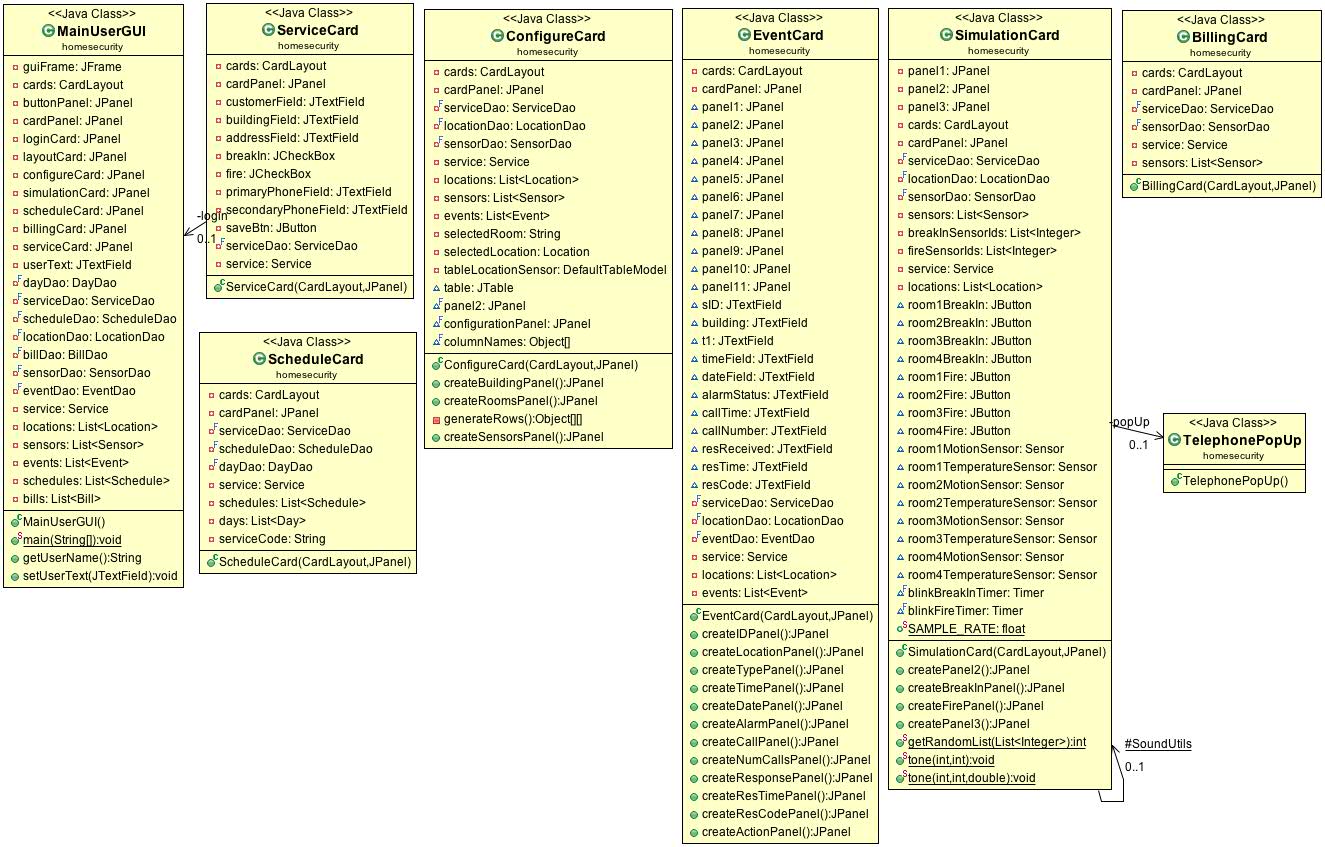 <<Java Class>>
MainUserGUI
homesecurity
guiFrame: JFrame
cards: CardLayout
buttonPanel: JPanel
cardPanel: JPanel
loginCard: JPanel
layoutCard: JPanel
configureCard: JPanel
simulationCard: JPanel
scheduleCard: JPanel
billingCard: JPanel
serviceCard: JPanel
userText: JTextField
dayDao: DayDao
serviceDao: ServiceDao
scheduleDao: ScheduleDao
locationDao: LocationDao
billDao: BillDao
sensorDao: SensorDao
eventDao: EventDao
service: Service
locations: List<Location>
sensors: List<Sensor>
events: List<Event>
schedules: List<Schedule>
bills: List<Bill>
MainUserGUI()
main(String[]):void
getUserName():String
setUserText(JTextField):void
-login
0..1
<<Java Class>>
ServiceCard
homesecurity
cards: CardLayout
cardPanel: JPanel
customerField: JTextField
buildingField: JTextField
addressField: JTextField
breakIn: JCheckBox
fire: JCheckBox
primaryPhoneField: JTextField
secondaryPhoneField: JTextField
saveBtn: JButton
serviceDao: ServiceDao
service: Service
ServiceCard(CardLayout,JPanel)
<<Java Class>>
ScheduleCard
homesecurity
cards: CardLayout
cardPanel: JPanel
serviceDao: ServiceDao
scheduleDao: ScheduleDao
dayDao: DayDao
service: Service
schedules: List<Schedule>
days: List<Day>
serviceCode: String
ScheduleCard(CardLayout,JPanel)
<<Java Class>>
ConfigureCard
homesecurity
cards: CardLayout
cardPanel: JPanel
serviceDao: ServiceDao
locationDao: LocationDao
sensorDao: SensorDao
service: Service
locations: List<Location>
sensors: List<Sensor>
events: List<Event>
selectedRoom: String
selectedLocation: Location
tableLocationSensor: DefaultTableModel
table: JTable
panel2: JPanel
configurationPanel: JPanel
columnNames: Object[]
ConfigureCard(CardLayout,JPanel)
createBuildingPanel():JPanel
createRoomsPanel():JPanel
generateRows():Object[][]
createSensorsPanel():JPanel
<<Java Class>>
EventCard
homesecurity
cards: CardLayout
cardPanel: JPanel
panel1: JPanel
panel2: JPanel
panel3: JPanel
panel4: JPanel
panel5: JPanel
panel6: JPanel
panel7: JPanel
panel8: JPanel
panel9: JPanel
panel10: JPanel
panel11: JPanel
sID: JTextField
building: JTextField
t1: JTextField
timeField: JTextField
dateField: JTextField
alarmStatus: JTextField
callTime: JTextField
callNumber: JTextField
resReceived: JTextField
resTime: JTextField
resCode: JTextField
serviceDao: ServiceDao
locationDao: LocationDao
eventDao: EventDao
service: Service
locations: List<Location>
events: List<Event>
EventCard(CardLayout,JPanel)
createIDPanel():JPanel
createLocationPanel():JPanel
createTypePanel():JPanel
createTimePanel():JPanel
createDatePanel():JPanel
createAlarmPanel():JPanel
createCallPanel():JPanel
createNumCallsPanel():JPanel
createResponsePanel():JPanel
createResTimePanel():JPanel
createResCodePanel():JPanel
createActionPanel():JPanel
<<Java Class>>
SimulationCard
homesecurity
panel1: JPanel
panel2: JPanel
panel3: JPanel
cards: CardLayout
cardPanel: JPanel
serviceDao: ServiceDao
locationDao: LocationDao
sensorDao: SensorDao
sensors: List<Sensor>
breakInSensorIds: List<Integer>
fireSensorIds: List<Integer>
service: Service
locations: List<Location>
room1BreakIn: JButton
room2BreakIn: JButton
room3BreakIn: JButton
room4BreakIn: JButton
room1Fire: JButton
room2Fire: JButton
room3Fire: JButton
room4Fire: JButton
room1MotionSensor: Sensor
room1TemperatureSensor: Sensor
room2MotionSensor: Sensor
room2TemperatureSensor: Sensor
room3MotionSensor: Sensor
room3TemperatureSensor: Sensor
room4MotionSensor: Sensor
room4TemperatureSensor: Sensor
blinkBreakInTimer: Timer
blinkFireTimer: Timer
SAMPLE_RATE: float
SimulationCard(CardLayout,JPanel)
createPanel2():JPanel
createBreakInPanel():JPanel
createFirePanel():JPanel
createPanel3():JPanel
getRandomList(List<Integer>):int
tone(int,int):void
tone(int,int,double):void
<<Java Class>>
BillingCard
homesecurity
cards: CardLayout
cardPanel: JPanel
serviceDao: ServiceDao
sensorDao: SensorDao
service: Service
sensors: List<Sensor>
BillingCard(CardLayout,JPanel)
-popUp
0..1
<<Java Class>>
TelephonePopUp
homesecurity
TelephonePopUp()
#SoundUtils
0..1